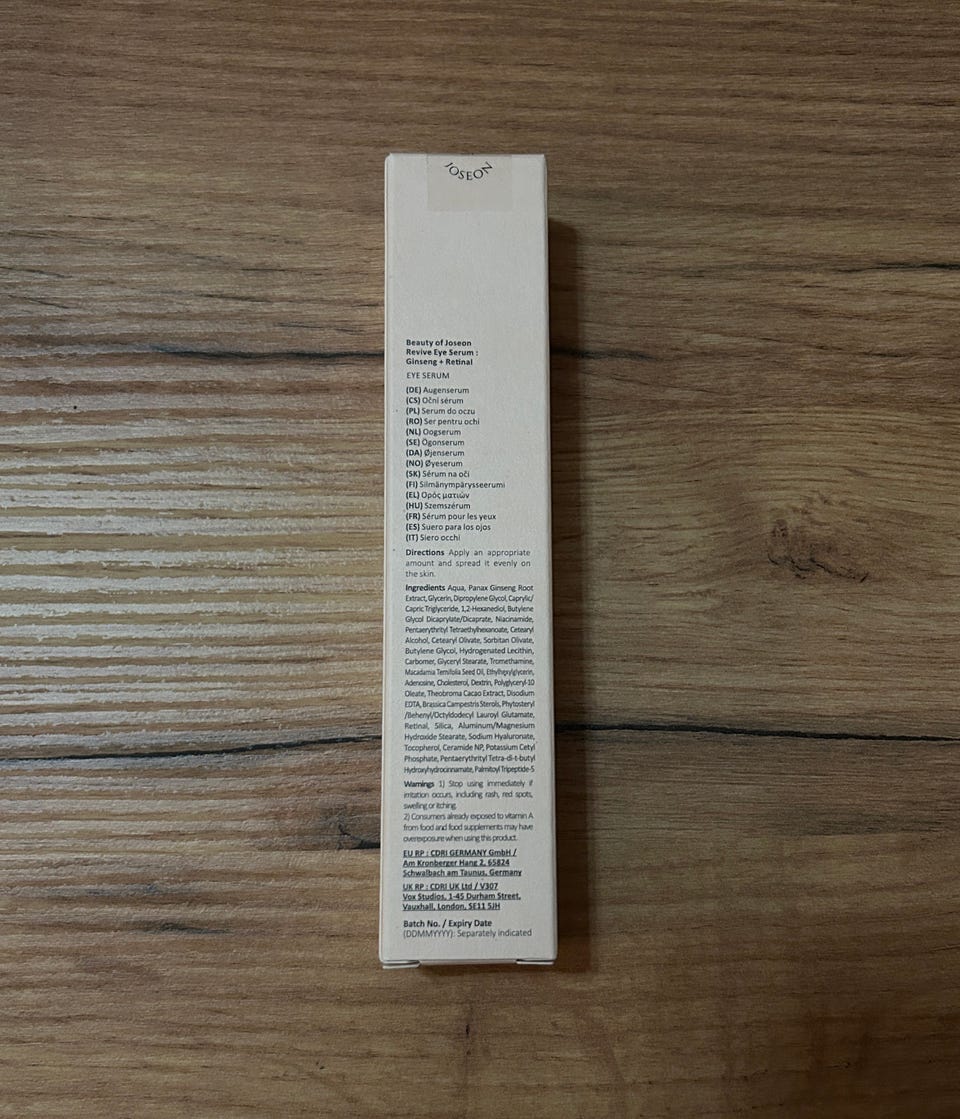 JOSEON
Beauty of Joseon
Revive Eye Serum :
Ginseng + Retinal
EYE SERUM
(DE) Augenserum
(CS) Oční sérum
(PL) Serum do oczu
(RO) Ser pentru ochi
(NL) Oogserum
(SE) Ögonserum
(DA) Øjenserum
(NO) Øyeserum
(SK) Sérum na oči
(FI) Silmänympärysseerumi
(EL) Ορός ματιών
(HU) Szemszérum
(FR) Sérum pour les yeux
(ES) Suero para los ojos
(IT) Siero occhi
Directions Apply an appropriate
amount and spread it evenly on
the skin.
Ingredients Aqua, Panax Ginseng Root
Extract, Glycerin, Dipropylene Glycol, Caprylic/
Capric Triglyceride, 1,2-Hexanediol, Butylene
Glycol Dicaprylate/Dicaprate, Niacinamide,
Pentaerythrityl Tetraethylhexanoate, Cetearyl
Alcohol, Cetearyl Olivate, Sorbitan Olivate,
Butylene Glycol, Hydrogenated Lecithin,
Carbomer, Glyceryl Stearate, Tromethamine,
Macadamia Ternifolia Seed Oil, Ethylhexylglycerin,
Adenosine, Cholesterol, Dextrin, Polyglyceryl-10
Oleate, Theobroma Cacao Extract, Disodium
EDTA, Brassica Campestris Sterols, Phytosteryl
/Behenyl/Octyldodecyl Lauroyl Glutamate,
Retinal, Silica, Aluminum/Magnesium
Hydroxide Stearate, Sodium Hyaluronate,
Tocopherol, Ceramide NP, Potassium Cetyl
Phosphate, Pentaerythrityl Tetra-di-t-butyl
Hydroxyhydrocinnamate, Palmitoyl Tripeptide-5
Warnings 1) Stop using immediately if
irritation occurs, including rash, red spots,
swelling or itching.
2) Consumers already exposed to vitamin A
from food and food supplements may have
overexposure when using this product.
EU RP : CDRI GERMANY GmbH /
Am Kronberger Hang 2, 65824
Schwalbach am Taunus, Germany
UK RP : CDRI UK Ltd / V307
Vox Studios, 1-45 Durham Street,
Vauxhall, London, SE11 5JH
Batch No. / Expiry Date
(DDMMYYYY): Separately indicated